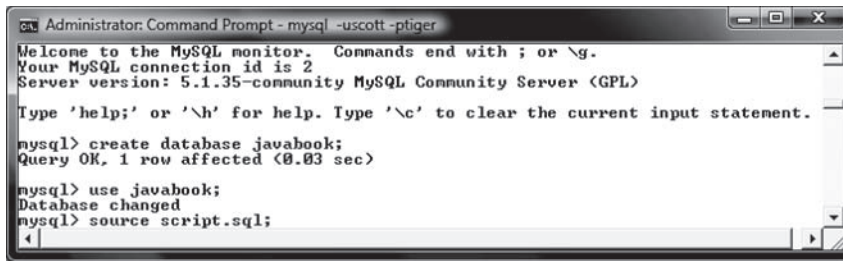 Administrator: Command Prompt - mysql -uscott -ptiger
Welcome to the MySQL monitor.  Commands end with ; or \g.
Your MySQL connection id is 2
Server version: 5.1.35-community MySQL Community Server (GPL)
Type 'help;' or '\h' for help. Type '\c' to clear the current input statement.
mysql> create database javabook;
Query OK, 1 row affected (0.03 sec)
mysql> use javabook;
Database changed
mysql> source script.sql;